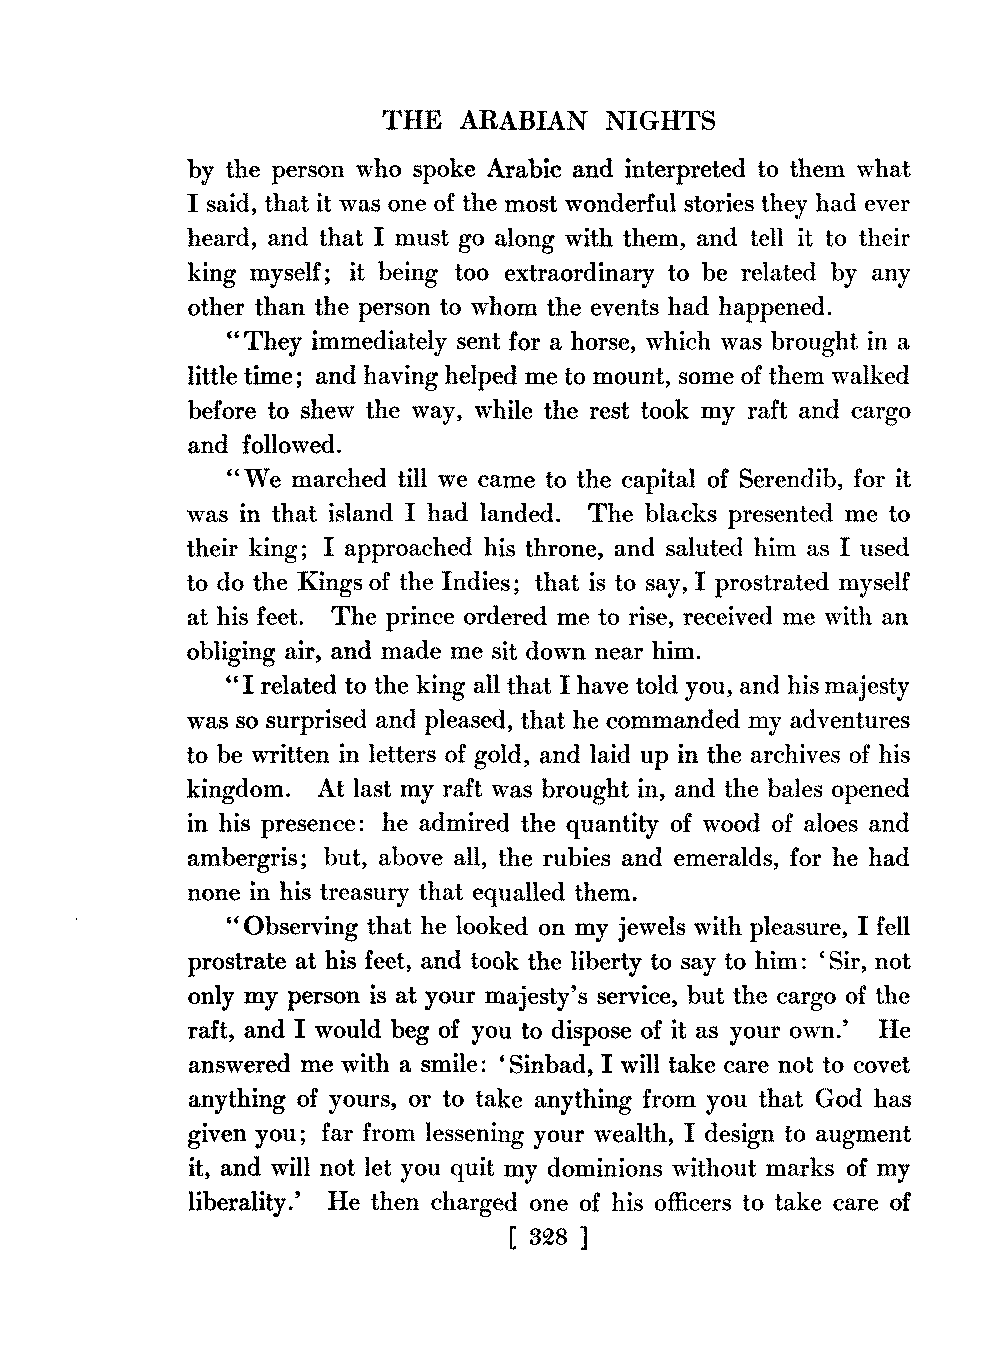 THE ARABIAN NIGHTS
by the person who spoke Arabic and interpreted to them what
I said, that it was one of the most wonderful stories they had ever
heard, and that I must go along with them, and tell it to their
king myself; it being too extraordinary to be related by any
other than the person to whom the events had happened.
“They immediately sent for a horse, which was brought in a
little time; and having helped me to mount, some of them walked
before to shew the way, while the rest took my raft and cargo
and followed.
“We marched till we came to the capital of Serendib, for it
was in that island I had landed. The blacks presented me to
their king; I approached his throne, and saluted him as I used
to do the Kings of the Indies; that is to say, I prostrated myself
at his feet. The prince ordered me to rise, received me with an
obliging air, and made me sit down near him.
“I related to the king all that I have told you, and his majesty
was so surprised and pleased, that he commanded my adventures
to be written in letters of gold, and laid up in the archives of his
kingdom. At last my raft was brought in, and the bales opened
in his presence: he admired the quantity of wood of aloes and
ambergris; but, above all, the rubies and emeralds, for he had
none in his treasury that equalled them.
“Observing that he looked on my jewels with pleasure, I fell
prostrate at his feet, and took the liberty to say to him: ‘Sir, not
only my person is at your majesty’s service, but the cargo of the
raft, and I would beg of you to dispose of it as your own.’ He
answered me with a smile: ‘Sinbad, I will take care not to covet
anything of yours, or to take anything from you that God has
given you; far from lessening your wealth, I design to augment
it, and will not let you quit my dominions without marks of my
liberality.’ He then charged one of his officers to take care of
[ 328 ]